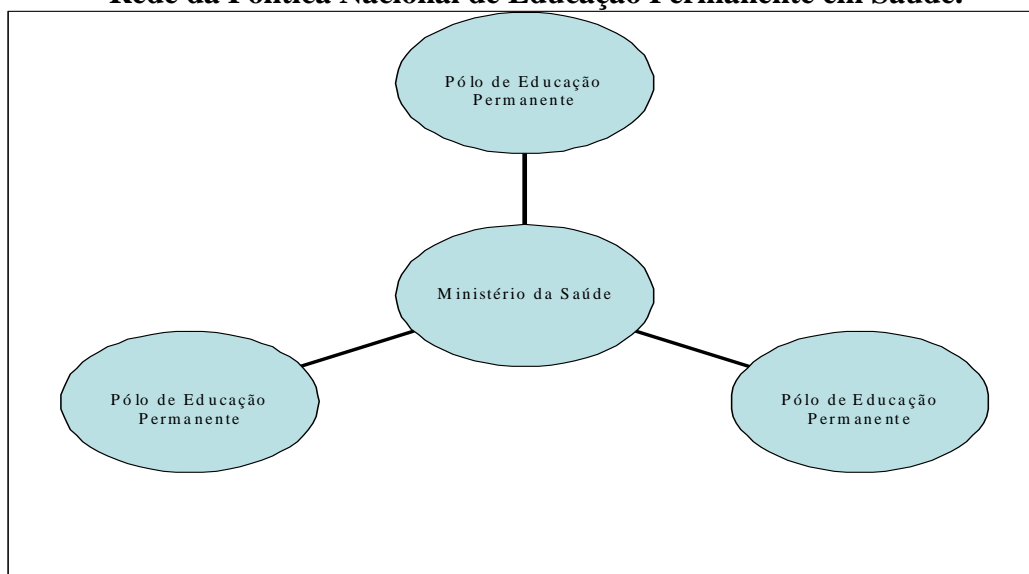 Rede da Política Nacional de Educação Permanente em Saúde.
Pólo de Educação
Permanente
Ministério da Saúde
Pólo de Educação
Permanente
Pólo de Educação
Permanente